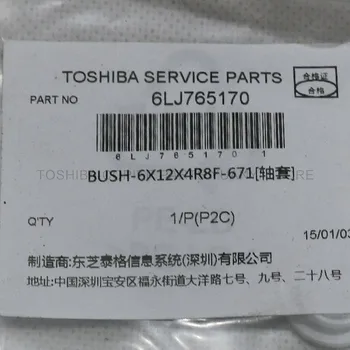 合格证
TOSHIBA SERVICE PARTS
合格
PART NO 6LJ765170
6LJ765170
BUSH-6X12X4R8F-671[轴套]
TOSHIBA
Q'TY 1/P(P2C)
15/01/03
制造商:东芝泰格信息系统(深圳)有限公司
地址:中国深圳宝安区福永街道大洋路七号、九号、二十八号